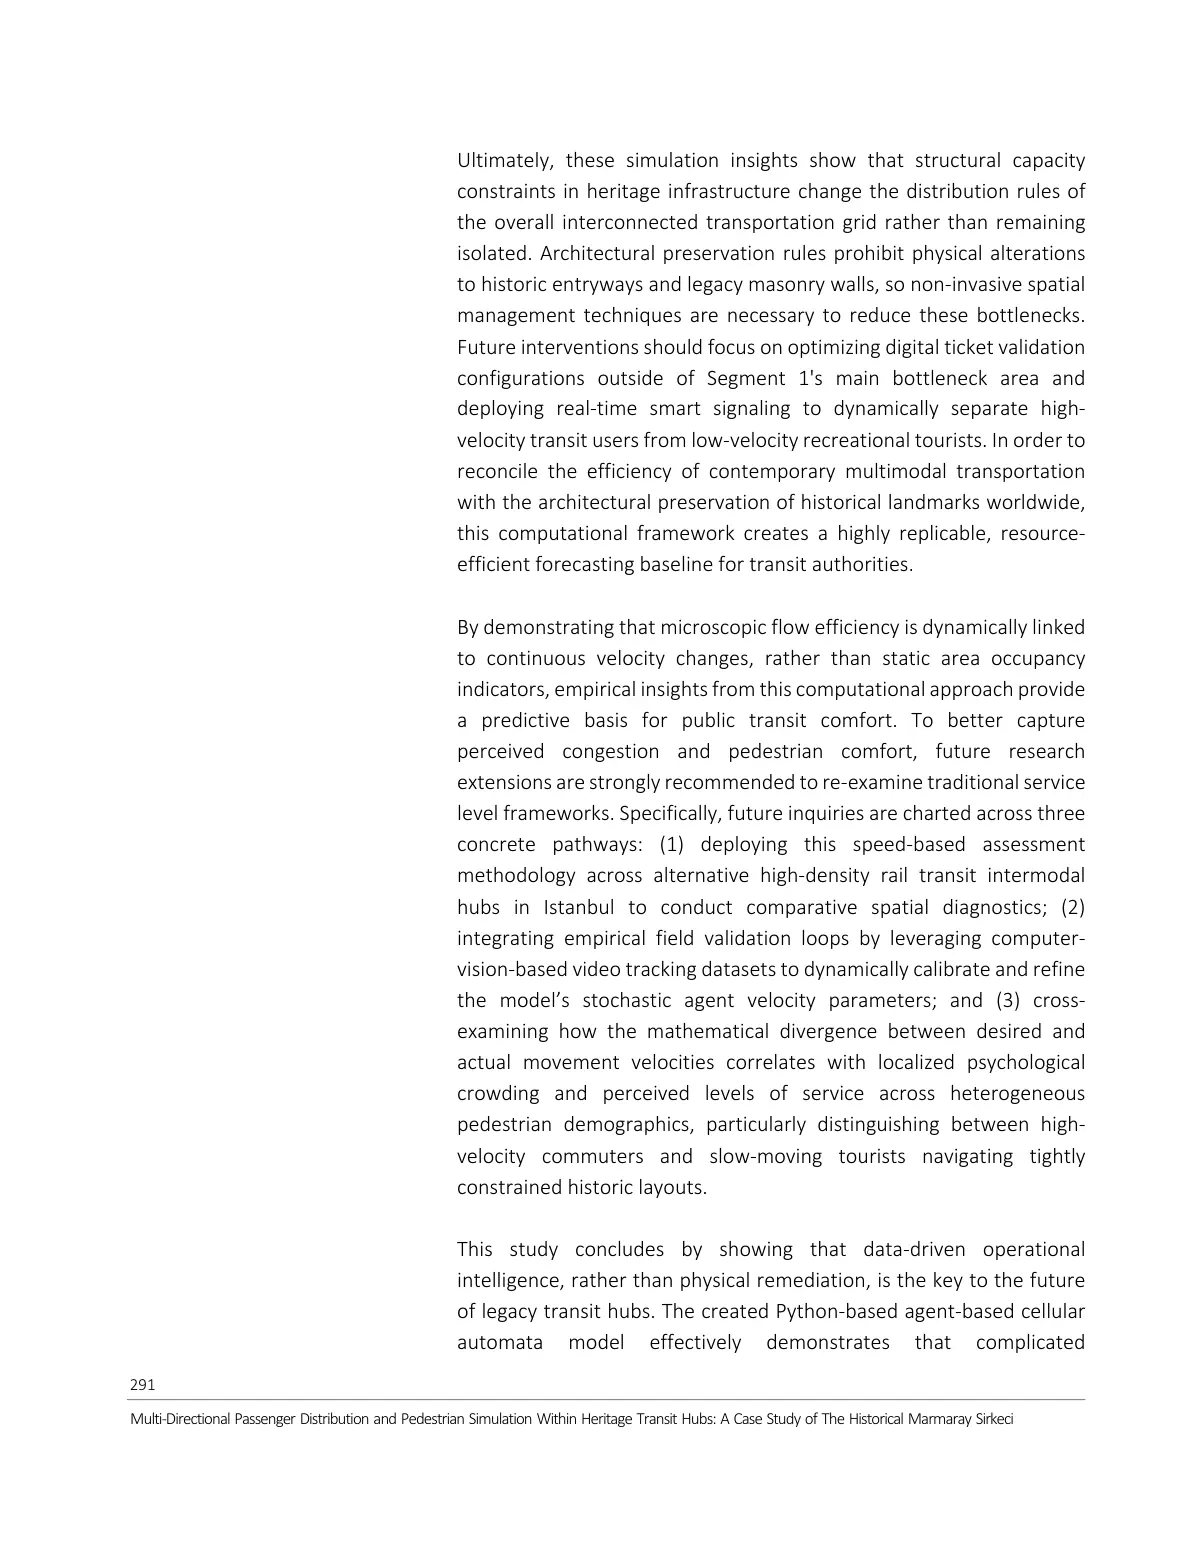 Ultimately, these simulation insights show that structural capacity
constraints in heritage infrastructure change the distribution rules of
the overall interconnected transportation grid rather than remaining
isolated. Architectural preservation rules prohibit physical alterations
to historic entryways and legacy masonry walls, so non-invasive spatial
management techniques are necessary to reduce these bottlenecks.
Future interventions should focus on optimizing digital ticket validation
configurations outside of Segment 1's main bottleneck area and
deploying real-time smart signaling to dynamically separate high-
velocity transit users from low-velocity recreational tourists. In order to
reconcile the efficiency of contemporary multimodal transportation
with the architectural preservation of historical landmarks worldwide,
this computational framework creates a highly replicable, resource-
efficient forecasting baseline for transit authorities.
By demonstrating that microscopic flow efficiency is dynamically linked
to continuous velocity changes, rather than static area occupancy
indicators, empirical insights from this computational approach provide
a predictive basis for public transit comfort. To better capture
perceived congestion and pedestrian comfort, future research
extensions are strongly recommended to re-examine traditional service
level frameworks. Specifically, future inquiries are charted across three
concrete pathways: (1) deploying this speed-based assessment
methodology across alternative high-density rail transit intermodal
hubs in Istanbul to conduct comparative spatial diagnostics; (2)
integrating empirical field validation loops by leveraging computer-
vision-based video tracking datasets to dynamically calibrate and refine
the model’s stochastic agent velocity parameters; and (3) cross-
examining how the mathematical divergence between desired and
actual movement velocities correlates with localized psychological
crowding and perceived levels of service across heterogeneous
pedestrian demographics, particularly distinguishing between high-
velocity commuters and slow-moving tourists navigating tightly
constrained historic layouts.
This study concludes by showing that data-driven operational
intelligence, rather than physical remediation, is the key to the future
of legacy transit hubs. The created Python-based agent-based cellular
automata model effectively demonstrates that complicated
291
Multi-Directional Passenger Distribution and Pedestrian Simulation Within Heritage Transit Hubs: A Case Study of The Historical Marmaray Sirkeci